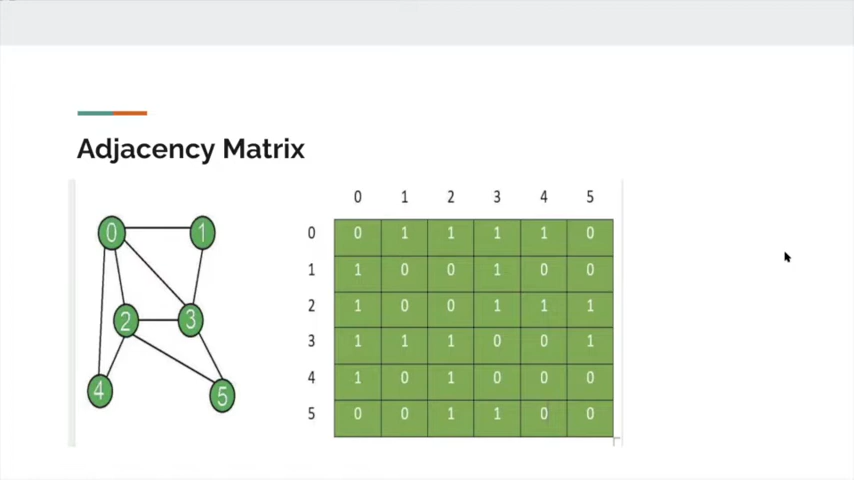 Adjacency Matrix
0 1
2 3
4 5
0 1 2 3 4 5
0 0 1 1 1 1 0
1 1 0 0 1 0 0
2 1 0 0 1 1 1
3 1 1 1 0 0 1
4 1 0 1 0 0 0
5 0 0 1 1 0 0